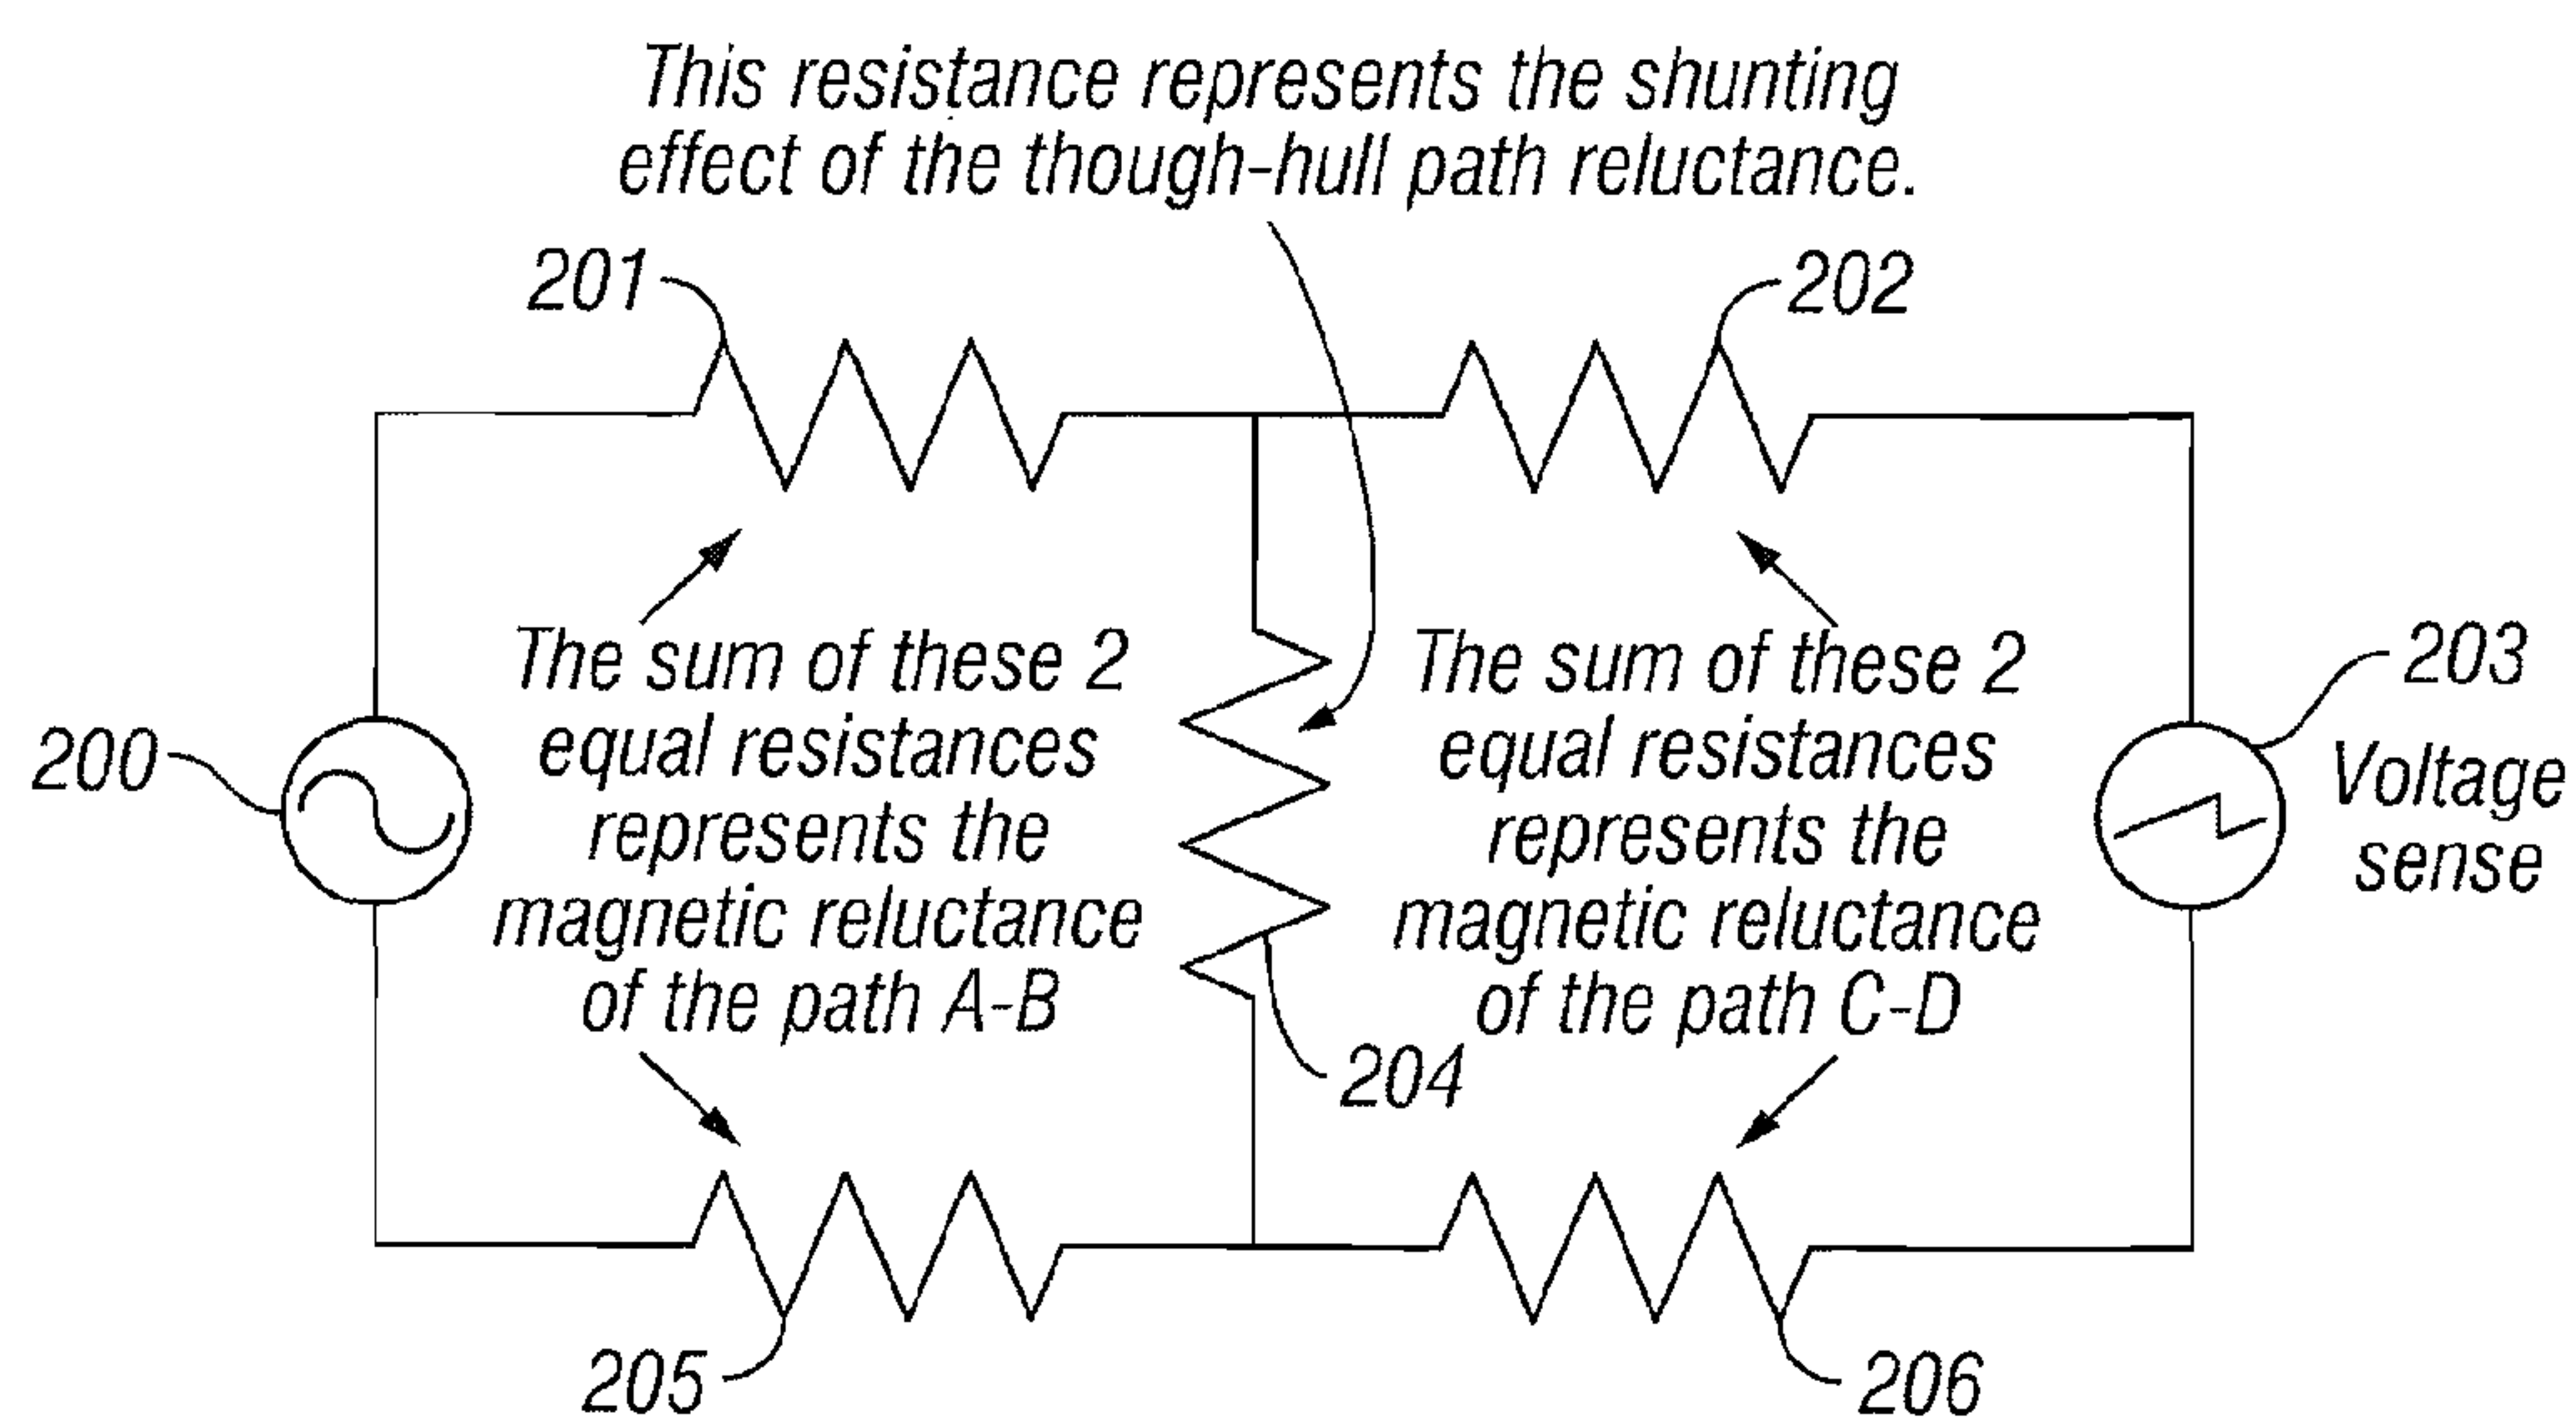 This resistance represents the shunting
effect of the though-hull path reluctance.
201
202
The sum of these 2
equal resistances
represents the
magnetic reluctance
of the path A-B
The sum of these 2
equal resistances
represents the
magnetic reluctance
of the path C-D
200
203
Voltage
sense
204
205
206